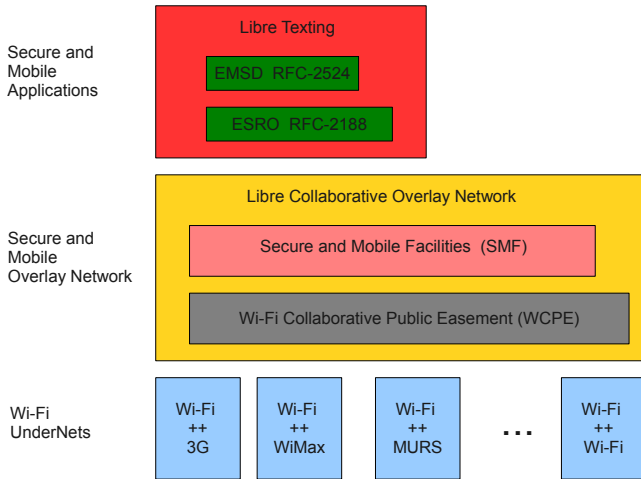 Secure and
Mobile
Applications
Libre Texting
EMSD RFC-2524
ESRO RFC-2188
Secure and
Mobile
Overlay Network
Libre Collaborative Overlay Network
Secure and Mobile Facilities (SMF)
Wi-Fi Collaborative Public Easement (WCPE)
Wi-Fi
UnderNets
Wi-Fi
++
3G
Wi-Fi
++
WiMax
Wi-Fi
++
MURS
...
Wi-Fi
++
Wi-Fi